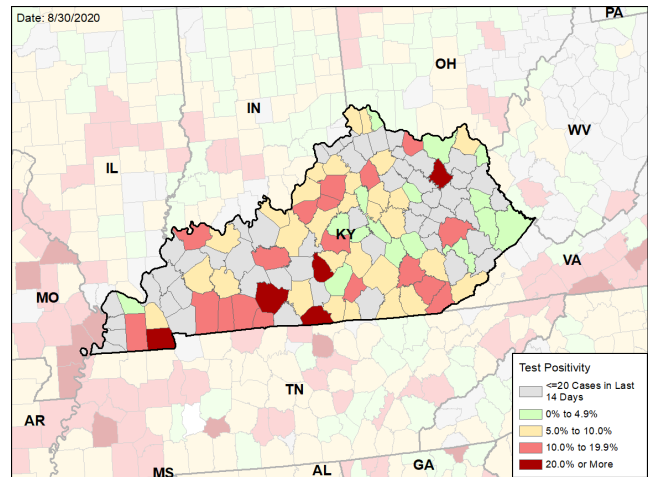 Date: 8/30/2020
PA
OH
IN
WV
IL
KY
VA
MO
TN
AR
MS
AL
GA
Test Positivity
<=20 Cases in Last
14 Days
0% to 4.9%
5.0% to 10.0%
10.0% to 19.9%
20.0% or More